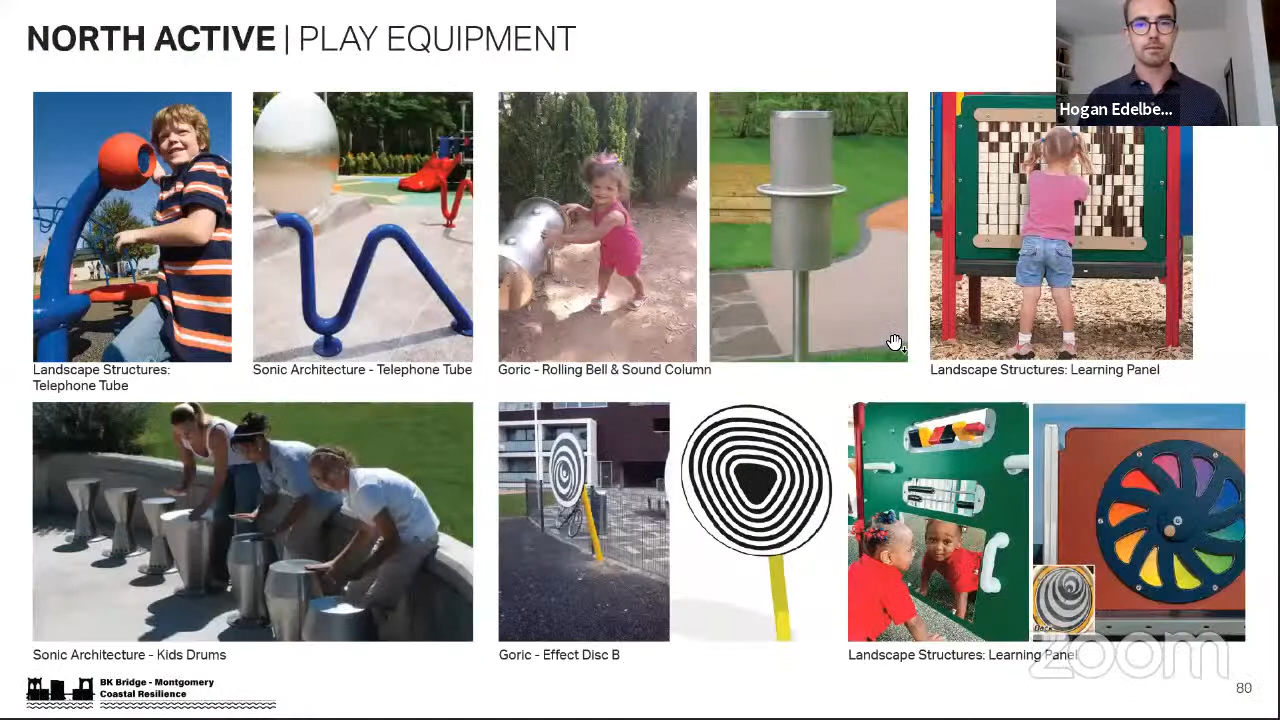 NORTH ACTIVE | PLAY EQUIPMENT
Hogan Edelbe...
Landscape Structures:
Telephone Tube
Sonic Architecture - Telephone Tube
Goric - Rolling Bell & Sound Column
Landscape Structures: Learning Panel
Sonic Architecture - Kids Drums
Goric - Effect Disc B
Landscape Structures: Learning Panel
zoom
BK Bridge - Montgomery
Coastal Resilience
80